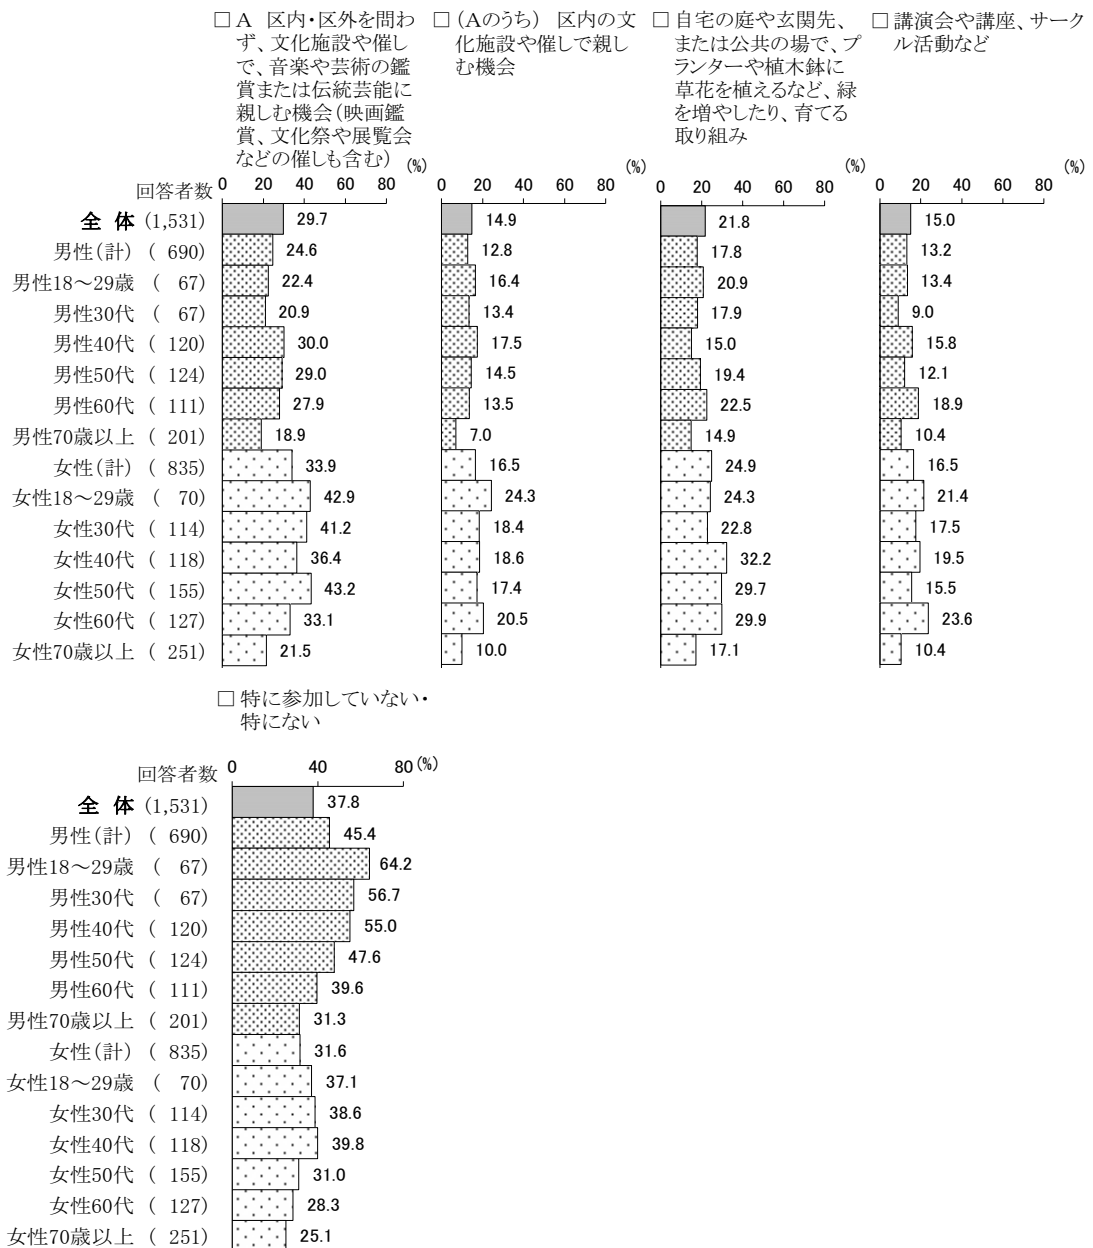 □ A　区内・区外を問わ
ず、文化施設や催し
で、音楽や芸術の鑑
賞または伝統芸能に
親しむ機会（映画鑑
賞、文化祭や展覧会
などの催しも含む）
□ （Aのうち）　区内の文
化施設や催しで親し
む機会
□ 自宅の庭や玄関先、
または公共の場で、プ
ランターや植木鉢に
草花を植えるなど、緑
を増やしたり、育てる
取り組み
□ 講演会や講座、サーク
ル活動など
(%) (%) (%) (%)
回答者数 0 20 40 60 80 0 20 40 60 80 0 20 40 60 80 0 20 40 60 80
全 体 (1,531) 29.7 14.9 21.8 15.0
男性(計) ( 690) 24.6 12.8 17.8 13.2
男性18～29歳 ( 67) 22.4 16.4 20.9 13.4
男性30代 ( 67) 20.9 13.4 17.9 9.0
男性40代 ( 120) 30.0 17.5 15.0 15.8
男性50代 ( 124) 29.0 14.5 19.4 12.1
男性60代 ( 111) 27.9 13.5 22.5 18.9
男性70歳以上 ( 201) 18.9 7.0 14.9 10.4
女性(計) ( 835) 33.9 16.5 24.9 16.5
女性18～29歳 ( 70) 42.9 24.3 24.3 21.4
女性30代 ( 114) 41.2 18.4 22.8 17.5
女性40代 ( 118) 36.4 18.6 32.2 19.5
女性50代 ( 155) 43.2 17.4 29.7 15.5
女性60代 ( 127) 33.1 20.5 29.9 23.6
女性70歳以上 ( 251) 21.5 10.0 17.1 10.4
□ 特に参加していない・
特にない
回答者数 0 40 80 (%)
全 体 (1,531) 37.8
男性(計) ( 690) 45.4
男性18～29歳 ( 67) 64.2
男性30代 ( 67) 56.7
男性40代 ( 120) 55.0
男性50代 ( 124) 47.6
男性60代 ( 111) 39.6
男性70歳以上 ( 201) 31.3
女性(計) ( 835) 31.6
女性18～29歳 ( 70) 37.1
女性30代 ( 114) 38.6
女性40代 ( 118) 39.8
女性50代 ( 155) 31.0
女性60代 ( 127) 28.3
女性70歳以上 ( 251) 25.1